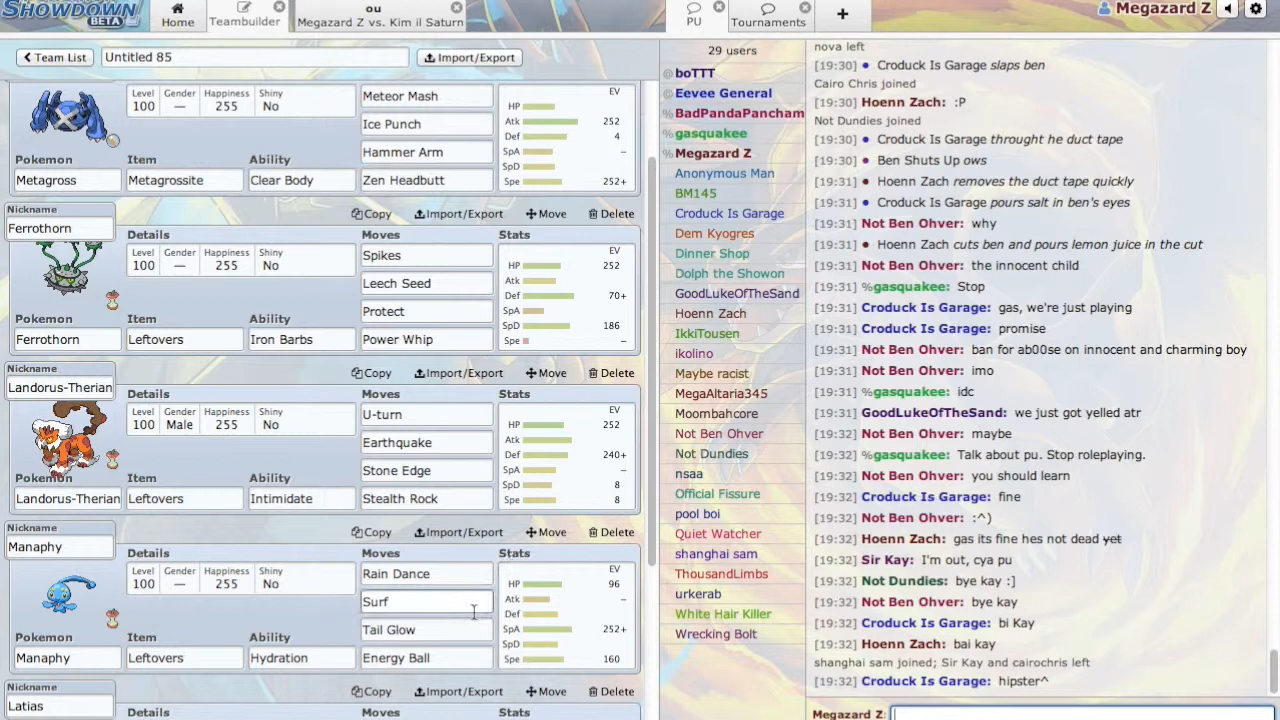 SHOWDOWN
BETA
Home
Teambuilder
ou
Megazard Z vs. Kim il Saturn
PU
Tournaments
Megazard Z
Team List
Untitled 85
Import/Export
Level
100
Gender
—
Happiness
255
Shiny
No
Pokemon
Metagross
Item
Metagrossite
Ability
Clear Body
Meteor Mash
Ice Punch
Hammer Arm
Zen Headbutt
EV
HP
Atk 252
Def 4
SpA –
SpD
Spe 252+
Copy Import/Export Move Delete
Nickname
Ferrothorn
Details
Level
100
Gender
—
Happiness
255
Shiny
No
Pokemon
Ferrothorn
Item
Leftovers
Ability
Iron Barbs
Moves
Spikes
Leech Seed
Protect
Power Whip
Stats
EV
HP 252
Atk
Def 70+
SpA
SpD 186
Spe –
Copy Import/Export Move Delete
Nickname
Landorus-Therian
Details
Level
100
Gender
Male
Happiness
255
Shiny
No
Pokemon
Landorus-Therian
Item
Leftovers
Ability
Intimidate
Moves
U-turn
Earthquake
Stone Edge
Stealth Rock
Stats
EV
HP 252
Atk
Def 240+
SpA –
SpD 8
Spe 8
Copy Import/Export Move Delete
Nickname
Manaphy
Details
Level
100
Gender
—
Happiness
255
Shiny
No
Pokemon
Manaphy
Item
Leftovers
Ability
Hydration
Moves
Rain Dance
Surf
Tail Glow
Energy Ball
Stats
EV
HP 96
Atk –
Def
SpA 252+
SpD
Spe 160
Copy Import/Export Move Delete
Nickname
Latias
Details
Moves
Stats
29 users
@boTTT
@Eevee General
%BadPandaPancham
%gasquakee
%Megazard Z
Anonymous Man
BM145
Croduck Is Garage
Dem Kyogres
Dinner Shop
Dolph the Showon
GoodLukeOfTheSand
Hoenn Zach
IkkiTousen
ikolino
Maybe racist
MegaAltaria345
Moombahcore
Not Ben Ohver
Not Dundies
nsaa
Official Fissure
pool boi
Quiet Watcher
shanghai sam
ThousandLimbs
urkerab
White Hair Killer
Wrecking Bolt
nova left
[19:30] • Croduck Is Garage slaps ben
Cairo Chris joined
[19:30] Hoenn Zach: :P
Not Dundies joined
[19:30] • Croduck Is Garage throught he duct tape
[19:30] • Ben Shuts Up ows
[19:31] • Hoenn Zach removes the duct tape quickly
[19:31] • Croduck Is Garage pours salt in ben's eyes
[19:31] Not Ben Ohver: why
[19:31] • Hoenn Zach cuts ben and pours lemon juice in the cut
[19:31] Not Ben Ohver: the innocent child
[19:31] %gasquakee: Stop
[19:31] Croduck Is Garage: gas, we're just playing
[19:31] Croduck Is Garage: promise
[19:31] Not Ben Ohver: ban for ab00se on innocent and charming boy
[19:31] Not Ben Ohver: imo
[19:31] %gasquakee: idc
[19:31] GoodLukeOfTheSand: we just got yelled atr
[19:32] Not Ben Ohver: maybe
[19:32] %gasquakee: Talk about pu. Stop roleplaying.
[19:32] Not Ben Ohver: you should learn
[19:32] Croduck Is Garage: fine
[19:32] Not Ben Ohver: :^)
[19:32] Hoenn Zach: gas its fine hes not dead yet
[19:32] Sir Kay: I'm out, cya pu
[19:32] Not Dundies: bye kay :]
[19:32] Not Ben Ohver: bye kay
[19:32] Croduck Is Garage: bi Kay
[19:32] Hoenn Zach: bai kay
shanghai sam joined; Sir Kay and cairochris left
[19:32] Croduck Is Garage: hipster^
Megazard Z: